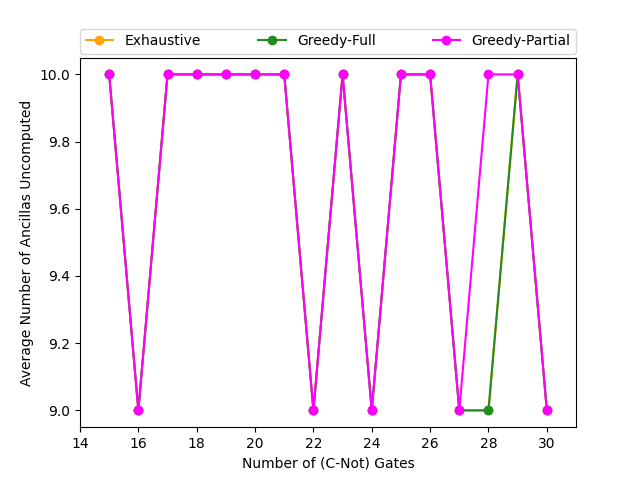 Exhaustive Greedy-Full Greedy-Partial
10.0
9.8
9.6
9.4
9.2
9.0
Average Number of Ancillas Uncomputed
14 16 18 20 22 24 26 28 30
Number of (C-Not) Gates